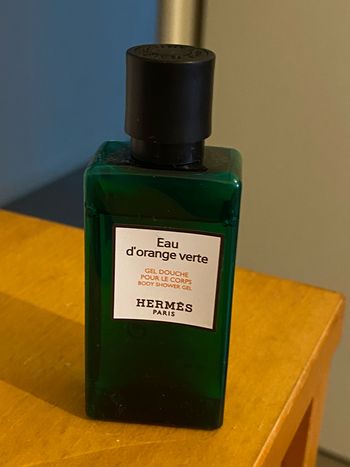 Eau
d'orange verte
GEL DOUCHE
POUR LE CORPS
BODY SHOWER GEL
HERMÈS
PARIS